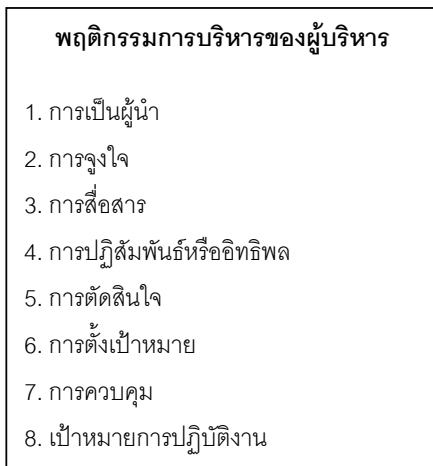 พฤติกรรมการบริหารของผู้บริหาร
1. การเป็นผู้นำ
2. การจูงใจ
3. การสื่อสาร
4. การปฏิสัมพันธ์หรืออิทธิพล
5. การตัดสินใจ
6. การตั้งเป้าหมาย
7. การควบคุม
8. เป้าหมายการปฏิบัติงาน